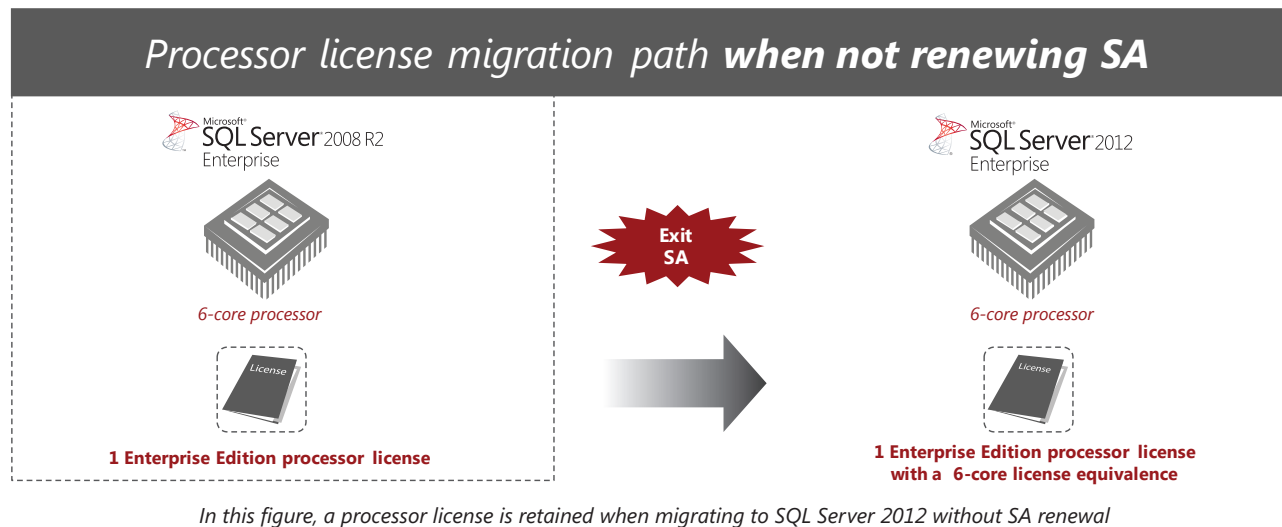 Processor license migration path when not renewing SA
Microsoft®
SQL Server® 2008 R2
Enterprise
6-core processor
License
1 Enterprise Edition processor license
Exit
SA
Microsoft®
SQL Server® 2012
Enterprise
6-core processor
License
1 Enterprise Edition processor license
with a 6-core license equivalence
In this figure, a processor license is retained when migrating to SQL Server 2012 without SA renewal